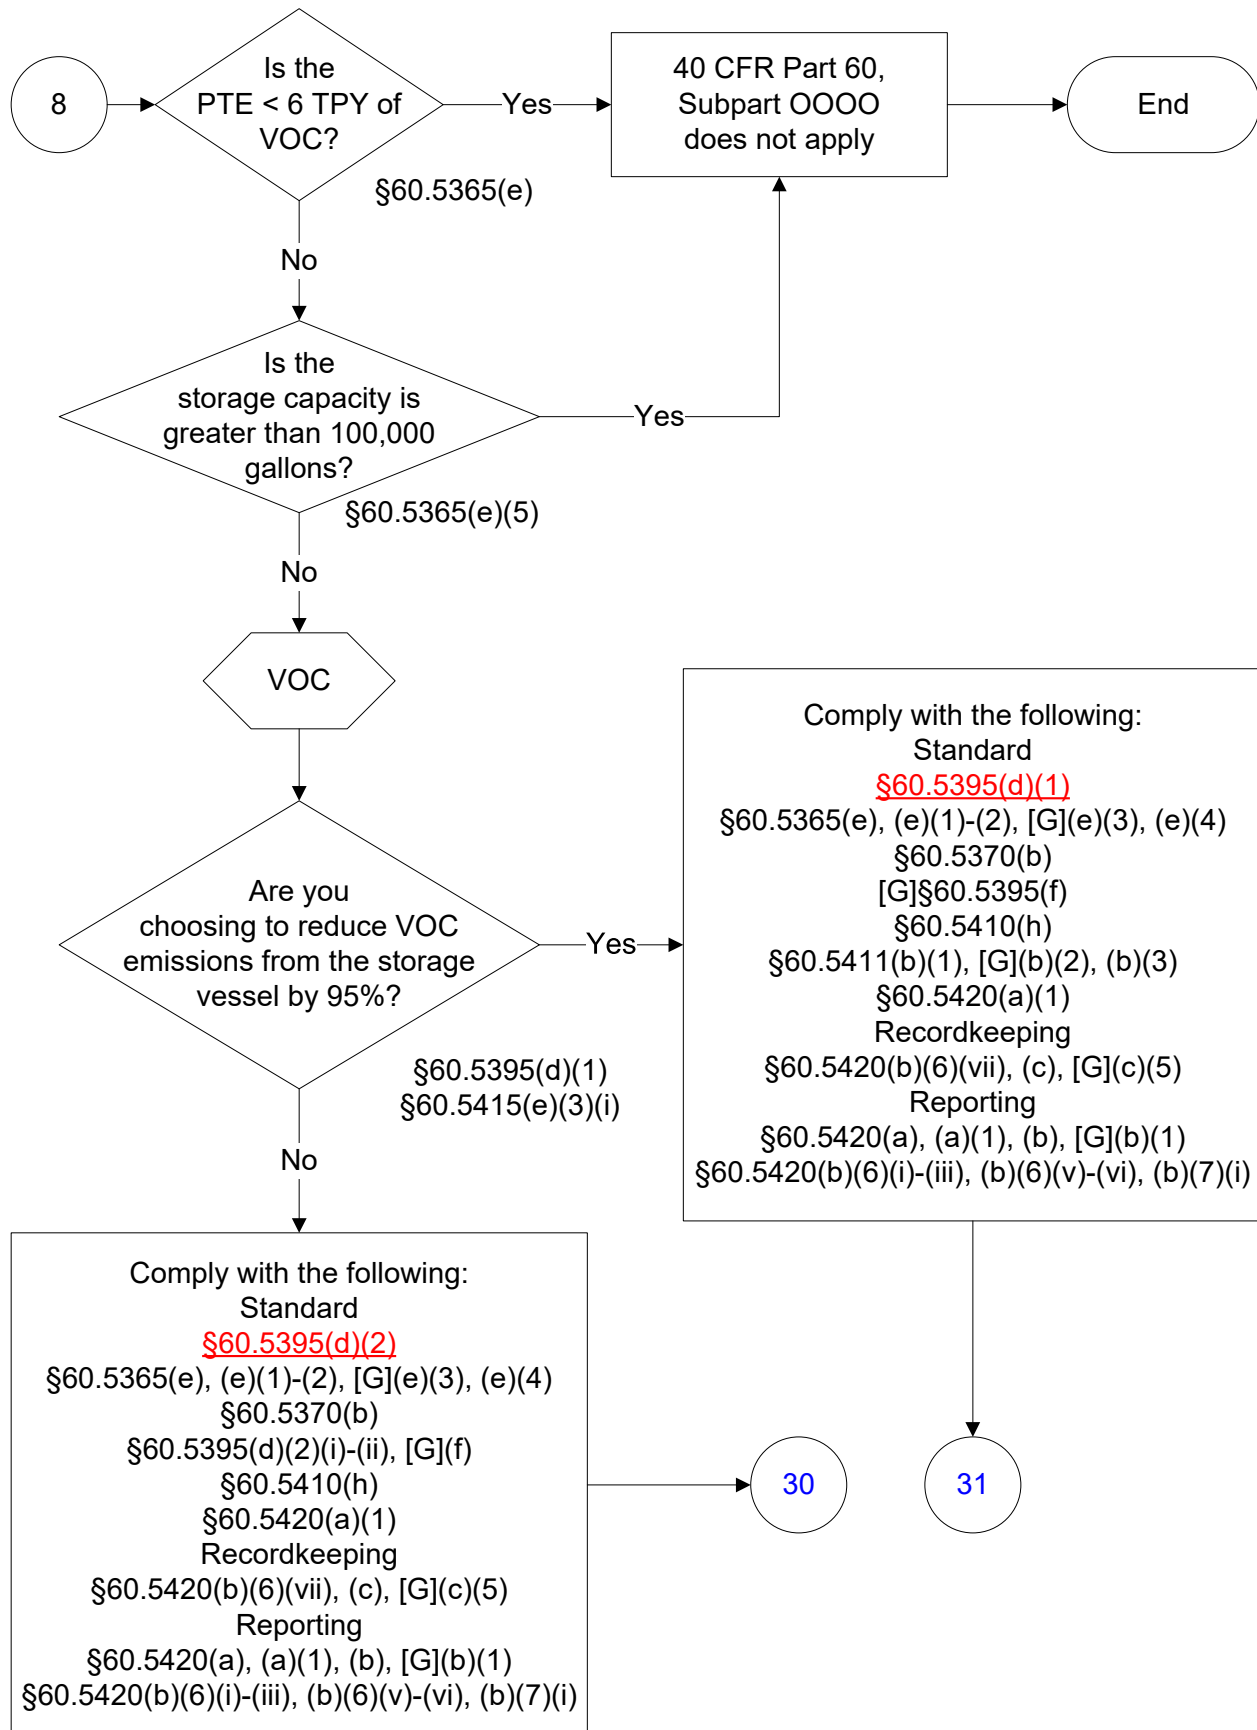 8
Is the
PTE < 6 TPY of
VOC?
Yes
40 CFR Part 60,
Subpart OOOO
does not apply
End
§60.5365(e)
No
Is the
storage capacity is
greater than 100,000
gallons?
Yes
§60.5365(e)(5)
No
VOC
Are you
choosing to reduce VOC
emissions from the storage
vessel by 95%?
Yes
§60.5395(d)(1)
§60.5415(e)(3)(i)
No
Comply with the following:
Standard
§60.5395(d)(1)
§60.5365(e), (e)(1)-(2), [G](e)(3), (e)(4)
§60.5370(b)
[G]§60.5395(f)
§60.5410(h)
§60.5411(b)(1), [G](b)(2), (b)(3)
§60.5420(a)(1)
Recordkeeping
§60.5420(b)(6)(vii), (c), [G](c)(5)
Reporting
§60.5420(a), (a)(1), (b), [G](b)(1)
§60.5420(b)(6)(i)-(iii), (b)(6)(v)-(vi), (b)(7)(i)
Comply with the following:
Standard
§60.5395(d)(2)
§60.5365(e), (e)(1)-(2), [G](e)(3), (e)(4)
§60.5370(b)
§60.5395(d)(2)(i)-(ii), [G](f)
§60.5410(h)
§60.5420(a)(1)
Recordkeeping
§60.5420(b)(6)(vii), (c), [G](c)(5)
Reporting
§60.5420(a), (a)(1), (b), [G](b)(1)
§60.5420(b)(6)(i)-(iii), (b)(6)(v)-(vi), (b)(7)(i)
30
31